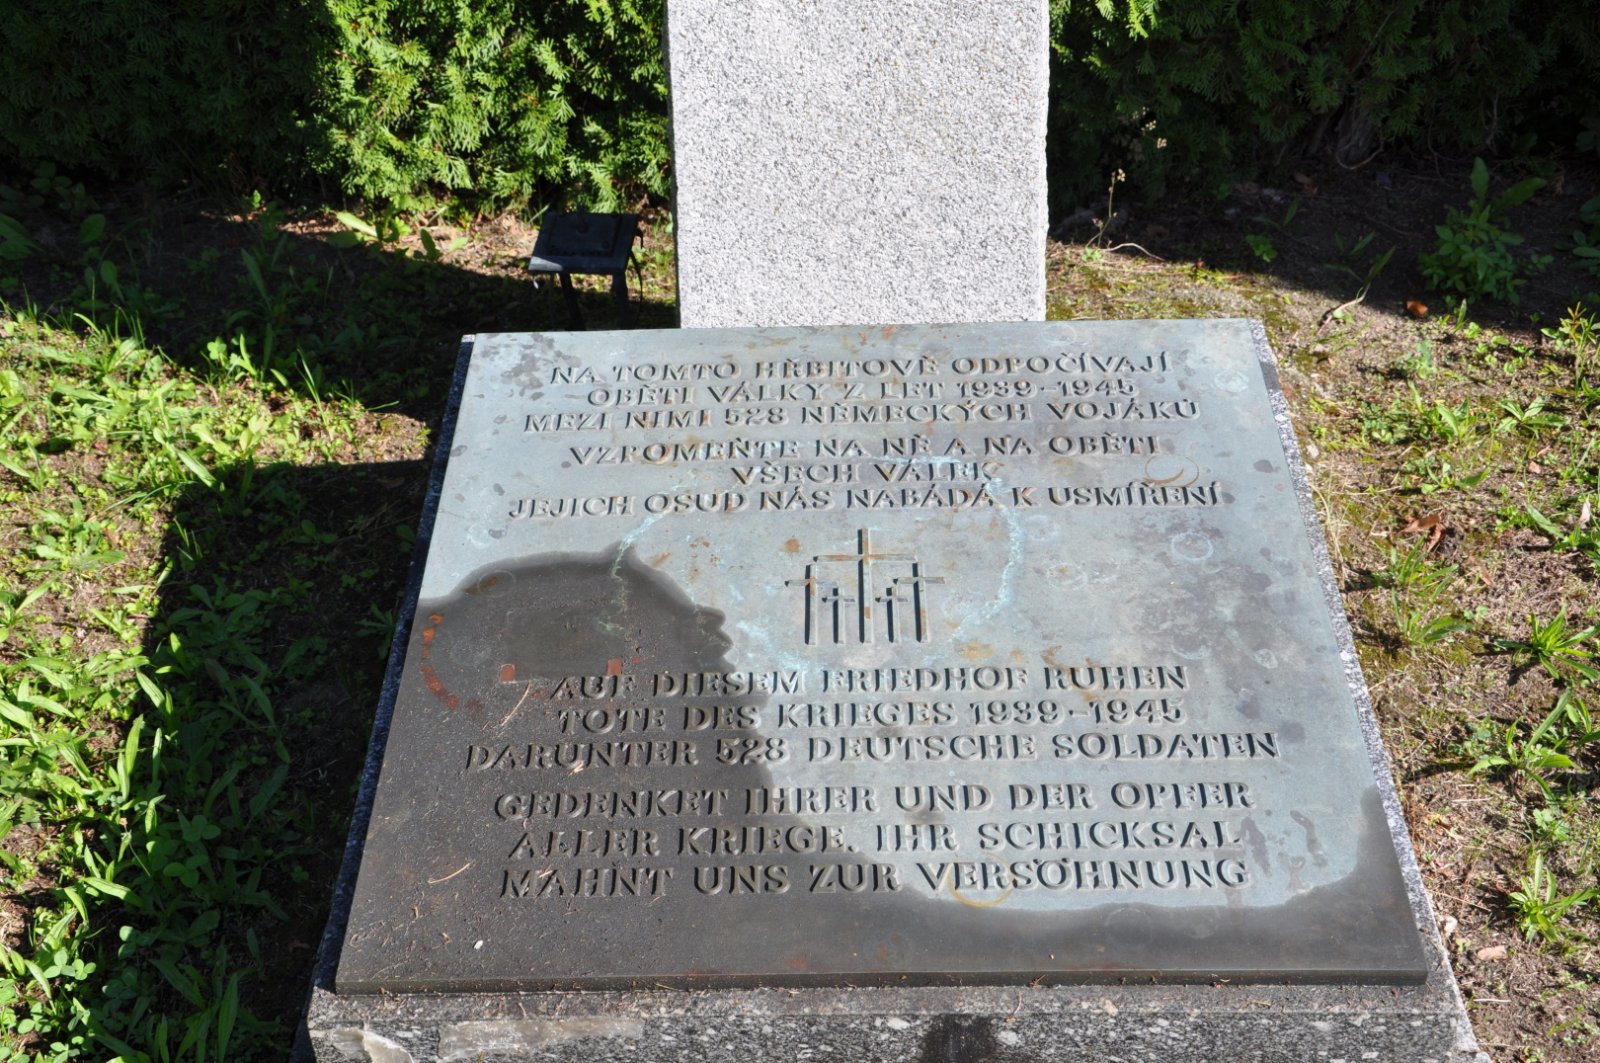 NA TOMTO HŘBITOVĚ ODPOČÍVAJÍ
OBĚTI VÁLKY Z LET 1939-1945
MEZI NIMI 528 NĚMECKÝCH VOJÁKŮ
VZPOMEŇTE NA NĚ A NA OBĚTI
VŠECH VÁLEK
JEJICH OSUD NÁS NABÁDÁ K USMÍŘENÍ
AUF DIESEM FRIEDHOF RUHEN
TOTE DES KRIEGES 1939-1945
DARUNTER 528 DEUTSCHE SOLDATEN
GEDENKET IHRER UND DER OPFER
ALLER KRIEGE. IHR SCHICKSAL
MAHNT UNS ZUR VERSÖHNUNG